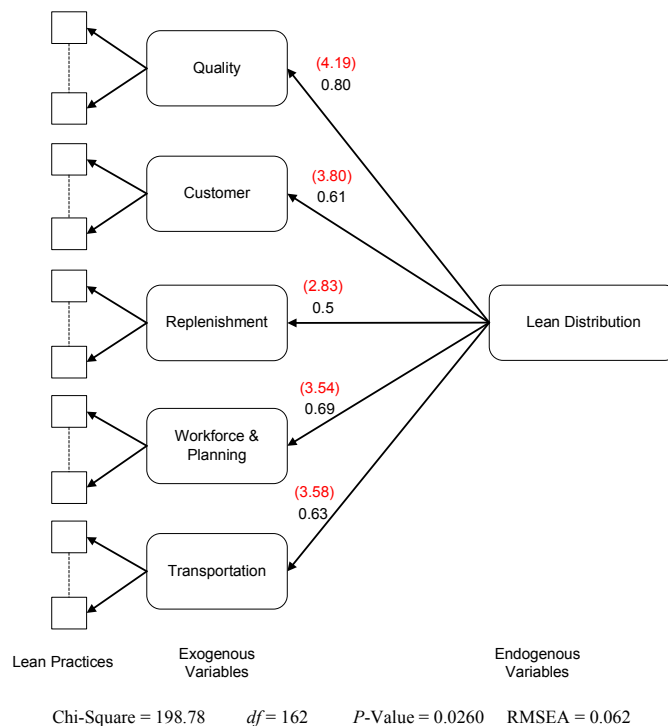 (4.19)
Quality
0.80
(3.80)
Customer
0.61
(2.83)
Replenishment
0.5
Lean Distribution
(3.54)
0.69
Workforce &
Planning
(3.58)
0.63
Transportation
Lean Practices
Exogenous
Variables
Endogenous
Variables
Chi-Square = 198.78 df = 162 P-Value = 0.0260 RMSEA = 0.062